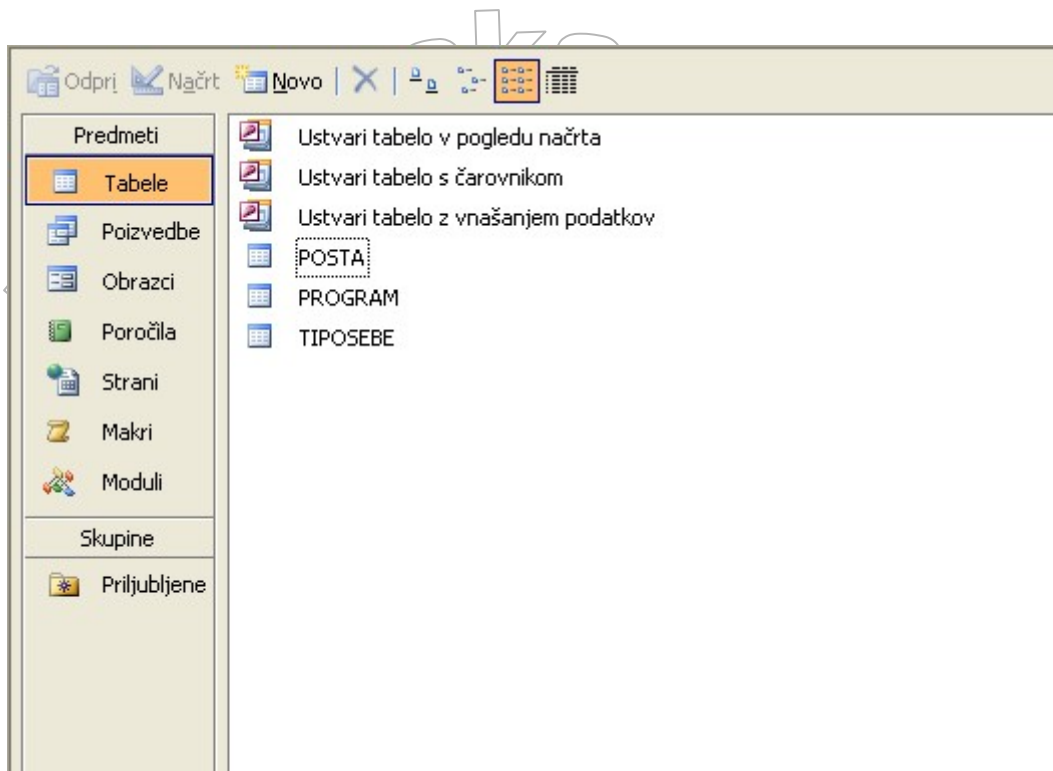 Odpri Načrt Novo
Predmeti
Tabele
Poizvedbe
Obrazci
Poročila
Strani
Makri
Moduli
Skupine
Priljubljene
Ustvari tabelo v pogledu načrta
Ustvari tabelo s čarovnikom
Ustvari tabelo z vnašanjem podatkov
POSTA
PROGRAM
TIPOSEBE